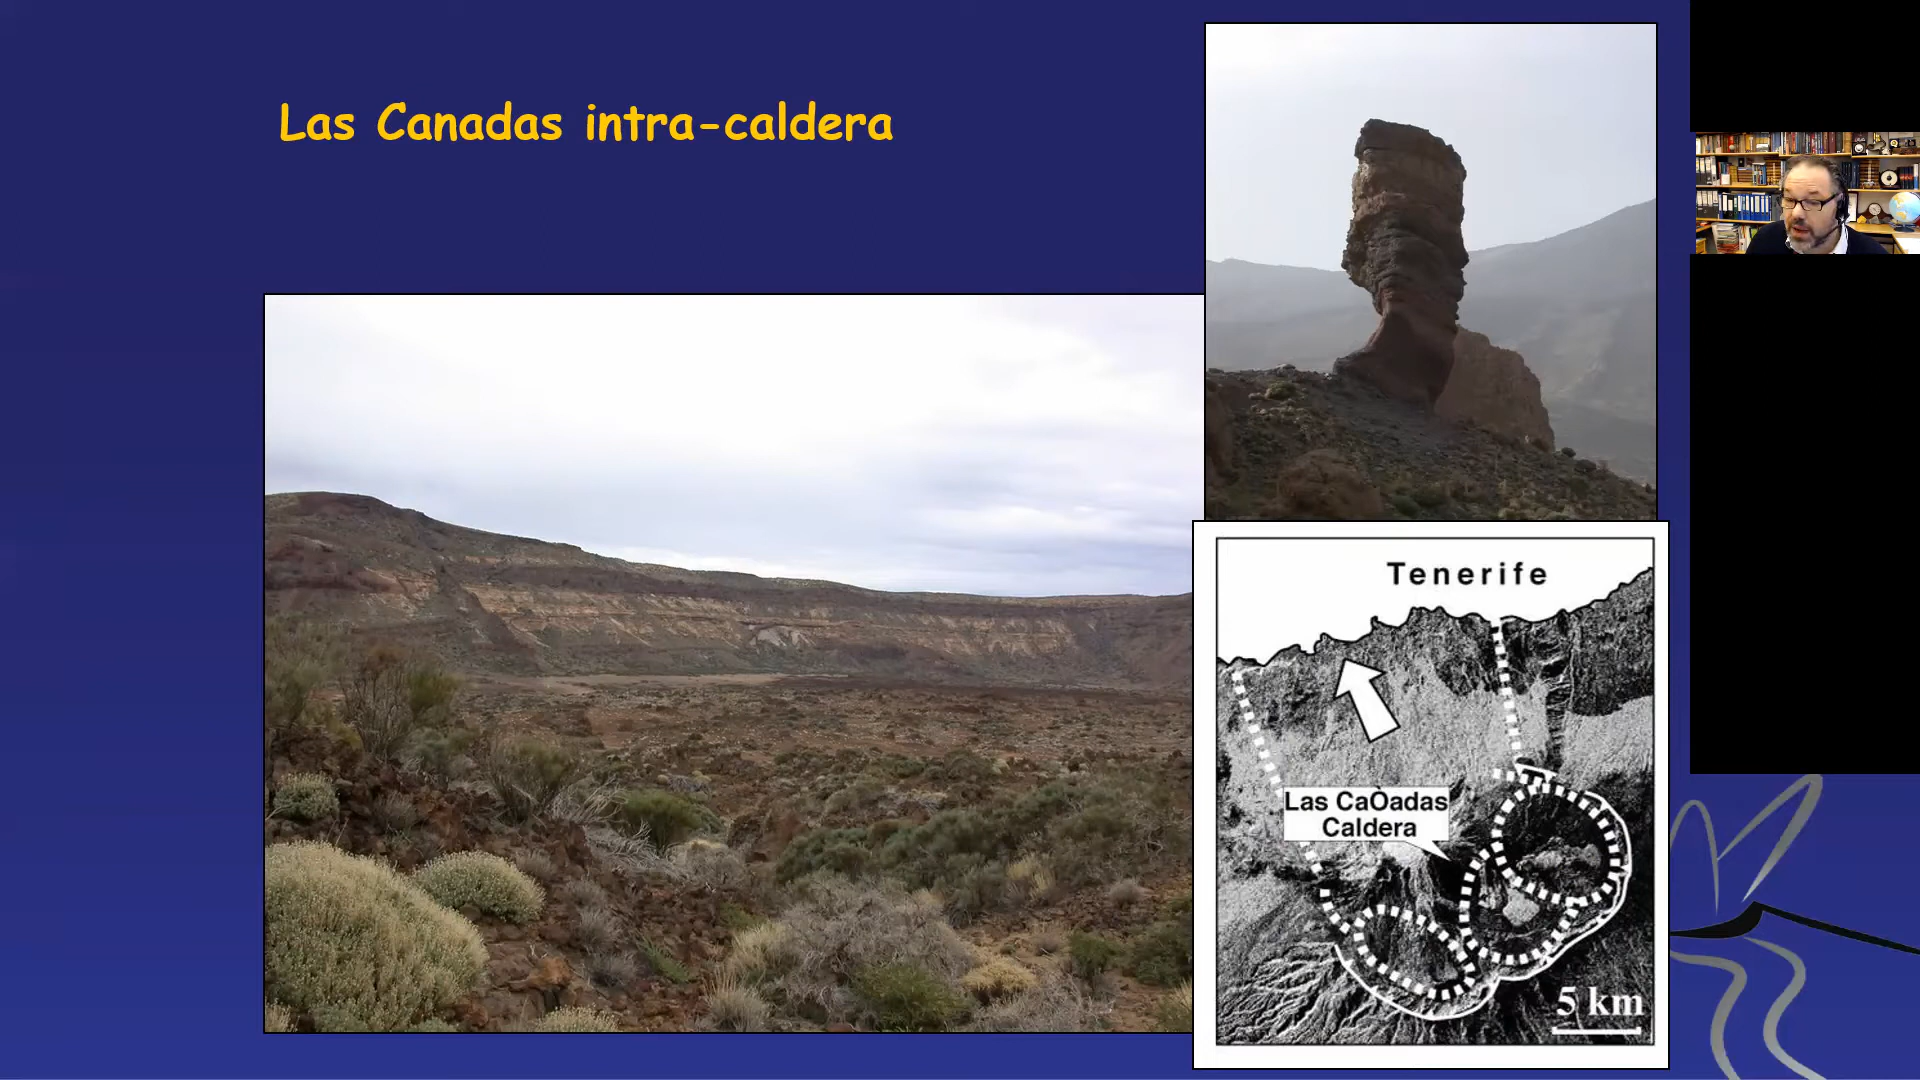 Las Canadas intra-caldera
Tenerife
Las CaÒadas
Caldera
5 km